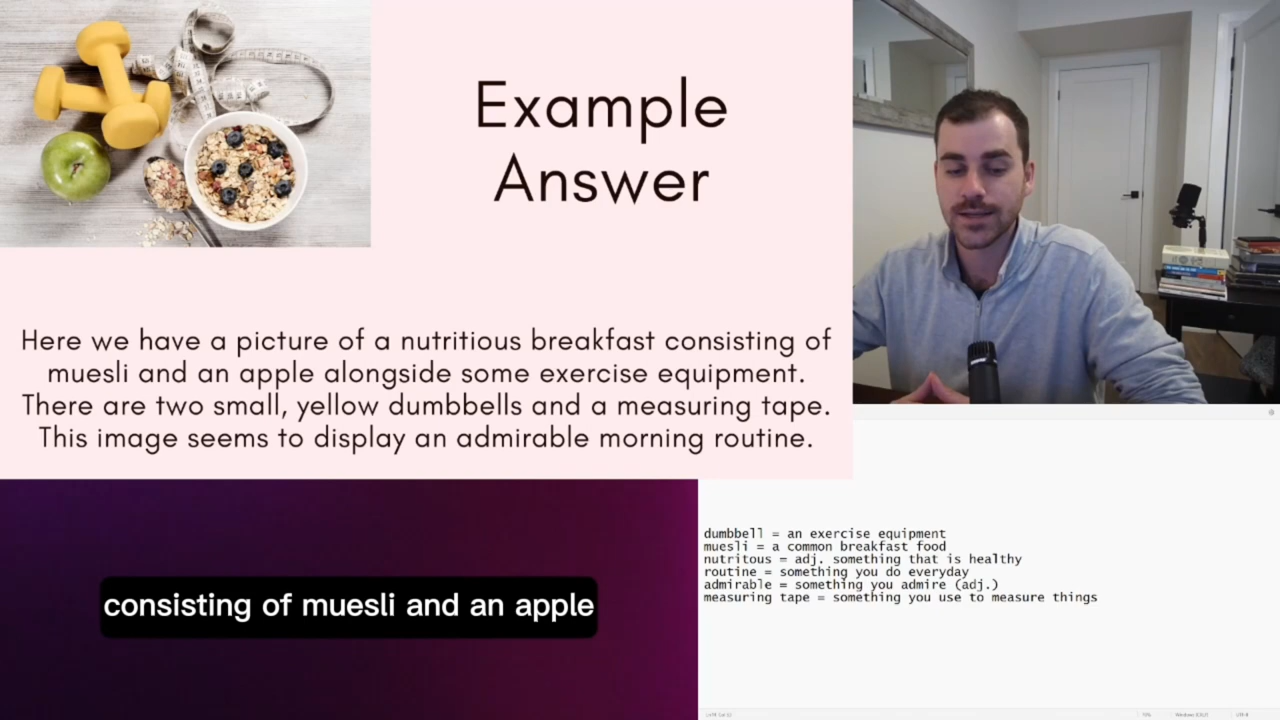 Example
Answer
Here we have a picture of a nutritious breakfast consisting of
muesli and an apple alongside some exercise equipment.
There are two small, yellow dumbbells and a measuring tape.
This image seems to display an admirable morning routine.
consisting of muesli and an apple
dumbbell = an exercise equipment
muesli = a common breakfast food
nutritous = adj. something that is healthy
routine = something you do everyday
admirable = something you admire (adj.)
measuring tape = something you use to measure things